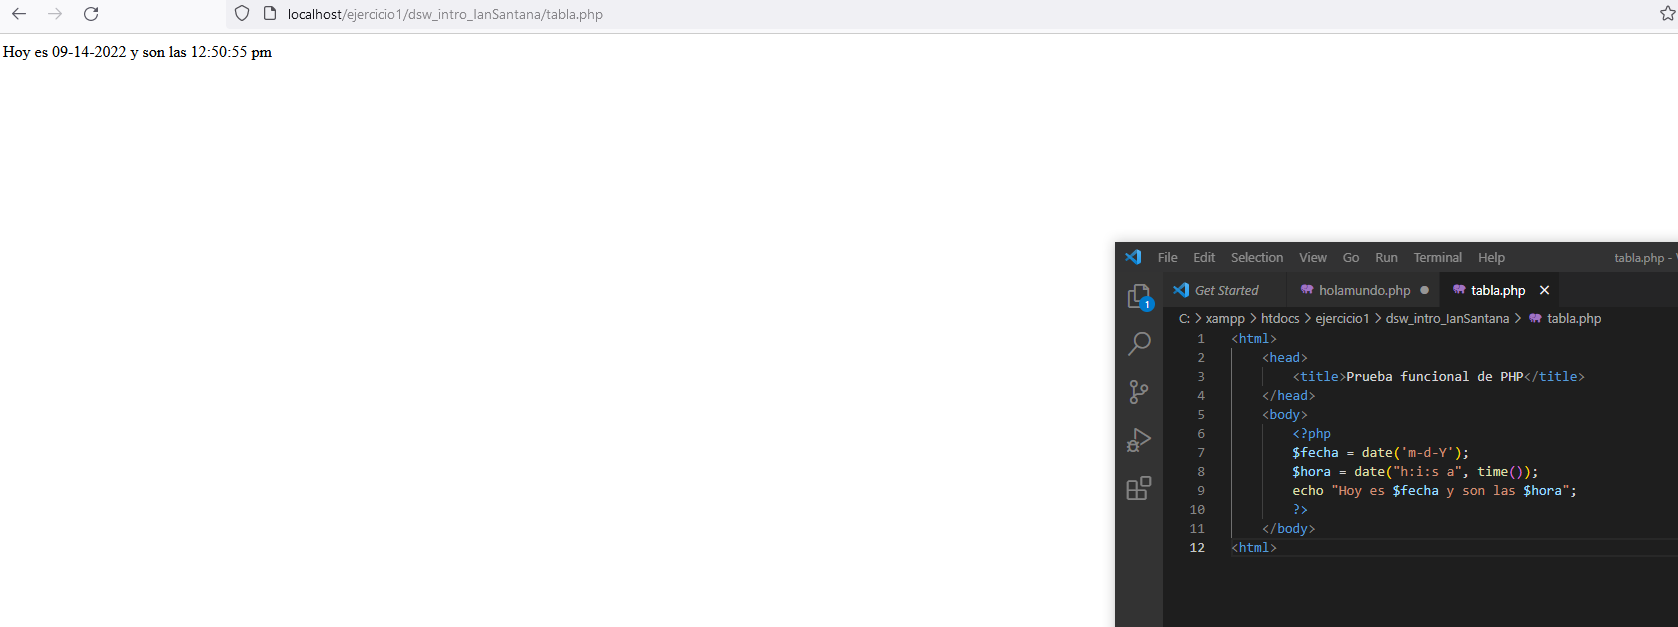 localhost/ejercicio1/dsw_intro_IanSantana/tabla.php
Hoy es 09-14-2022 y son las 12:50:55 pm
File Edit Selection View Go Run Terminal Help tabla.php -
Get Started holamundo.php tabla.php
1
C: > xampp > htdocs > ejercicio1 > dsw_intro_IanSantana > tabla.php
1 <html>
2 <head>
3 <title>Prueba funcional de PHP</title>
4 </head>
5 <body>
6 <?php
7 $fecha = date('m-d-Y');
8 $hora = date("h:i:s a", time());
9 echo "Hoy es $fecha y son las $hora";
10 ?>
11 </body>
12 <html>